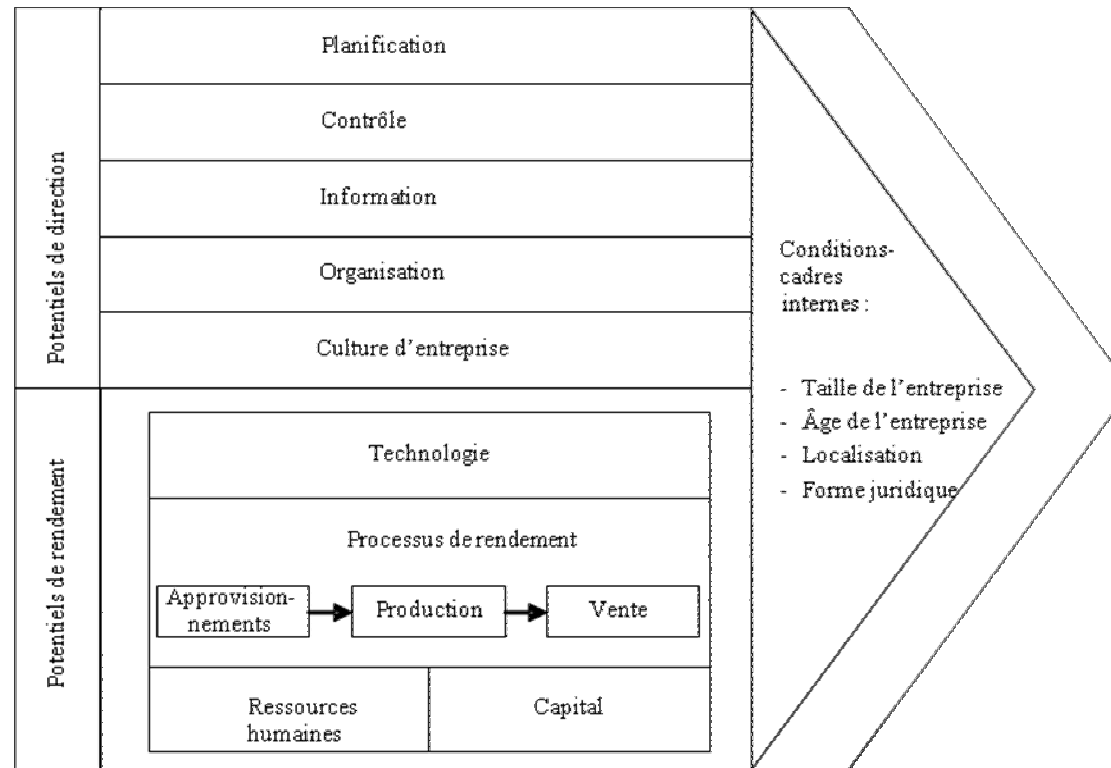 Potentiels de direction
Planification
Contrôle
Information
Organisation
Culture d'entreprise
Potentiels de rendement
Technologie
Processus de rendement
Approvision-
nements
Production
Vente
Ressources
humaines
Capital
Conditions-
cadres
internes :
- Taille de l'entreprise
- Âge de l'entreprise
- Localisation
- Forme juridique